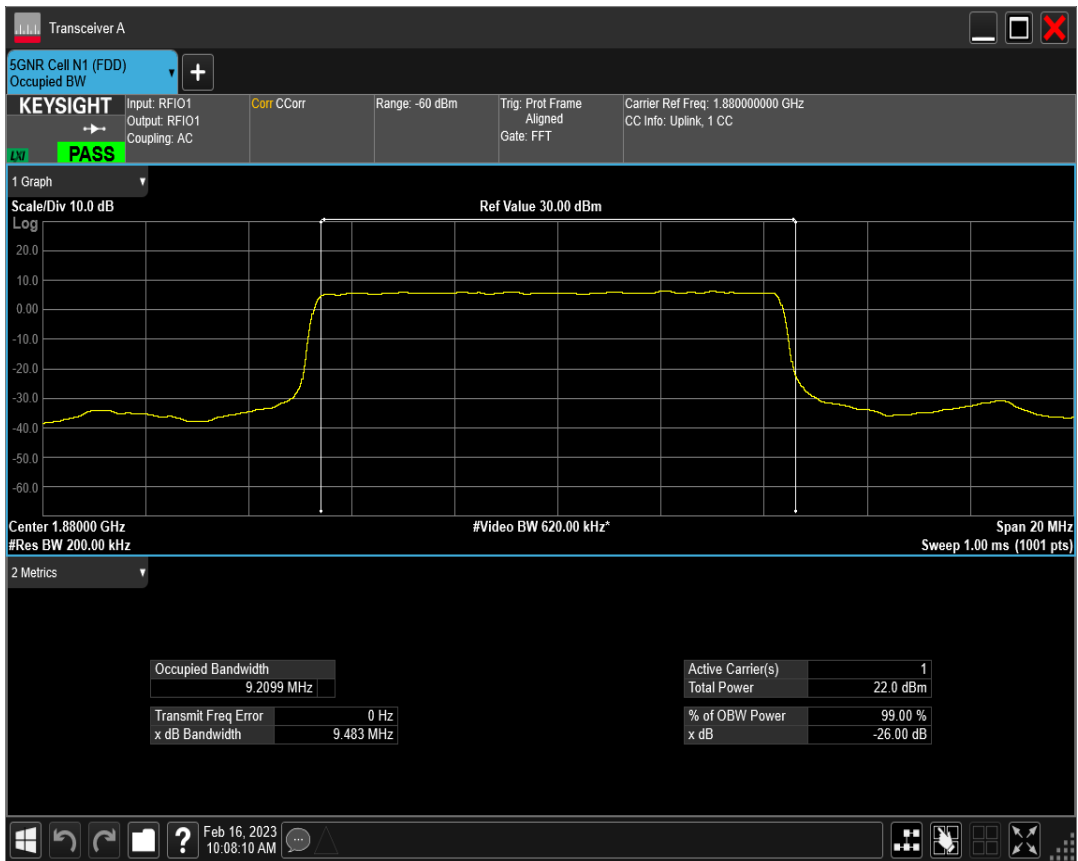 Transceiver A
5GNR Cell N1 (FDD)
Occupied BW
+
KEYSIGHT
LXI
PASS
Input: RFIO1
Output: RFIO1
Coupling: AC
Corr CCorr
Range: -60 dBm
Trig: Prot Frame
Aligned
Gate: FFT
Carrier Ref Freq: 1.880000000 GHz
CC Info: Uplink, 1 CC
1 Graph
Scale/Div 10.0 dB
Ref Value 30.00 dBm
Log
20.0
10.0
0.00
-10.0
-20.0
-30.0
-40.0
-50.0
-60.0
Center 1.88000 GHz
#Video BW 620.00 kHz*
Span 20 MHz
#Res BW 200.00 kHz
Sweep 1.00 ms (1001 pts)
2 Metrics
Occupied Bandwidth
9.2099 MHz
Transmit Freq Error 0 Hz
x dB Bandwidth 9.483 MHz
Active Carrier(s) 1
Total Power 22.0 dBm
% of OBW Power 99.00 %
x dB -26.00 dB
?
Feb 16, 2023
10:08:10 AM